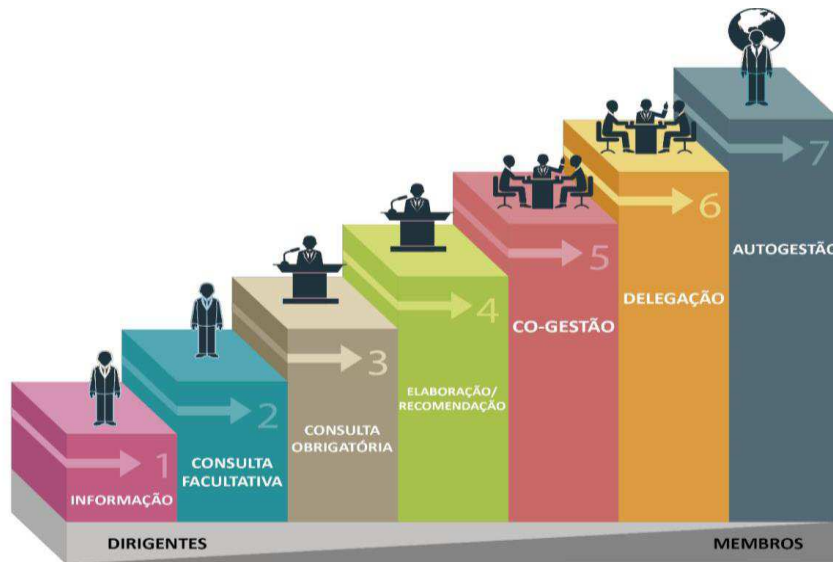 1
INFORMAÇÃO
2
CONSULTA
FACULTATIVA
3
CONSULTA
OBRIGATÓRIA
4
ELABORAÇÃO/
RECOMENDAÇÃO
5
CO-GESTÃO
6
DELEGAÇÃO
7
AUTOGESTÃO
DIRIGENTES
MEMBROS